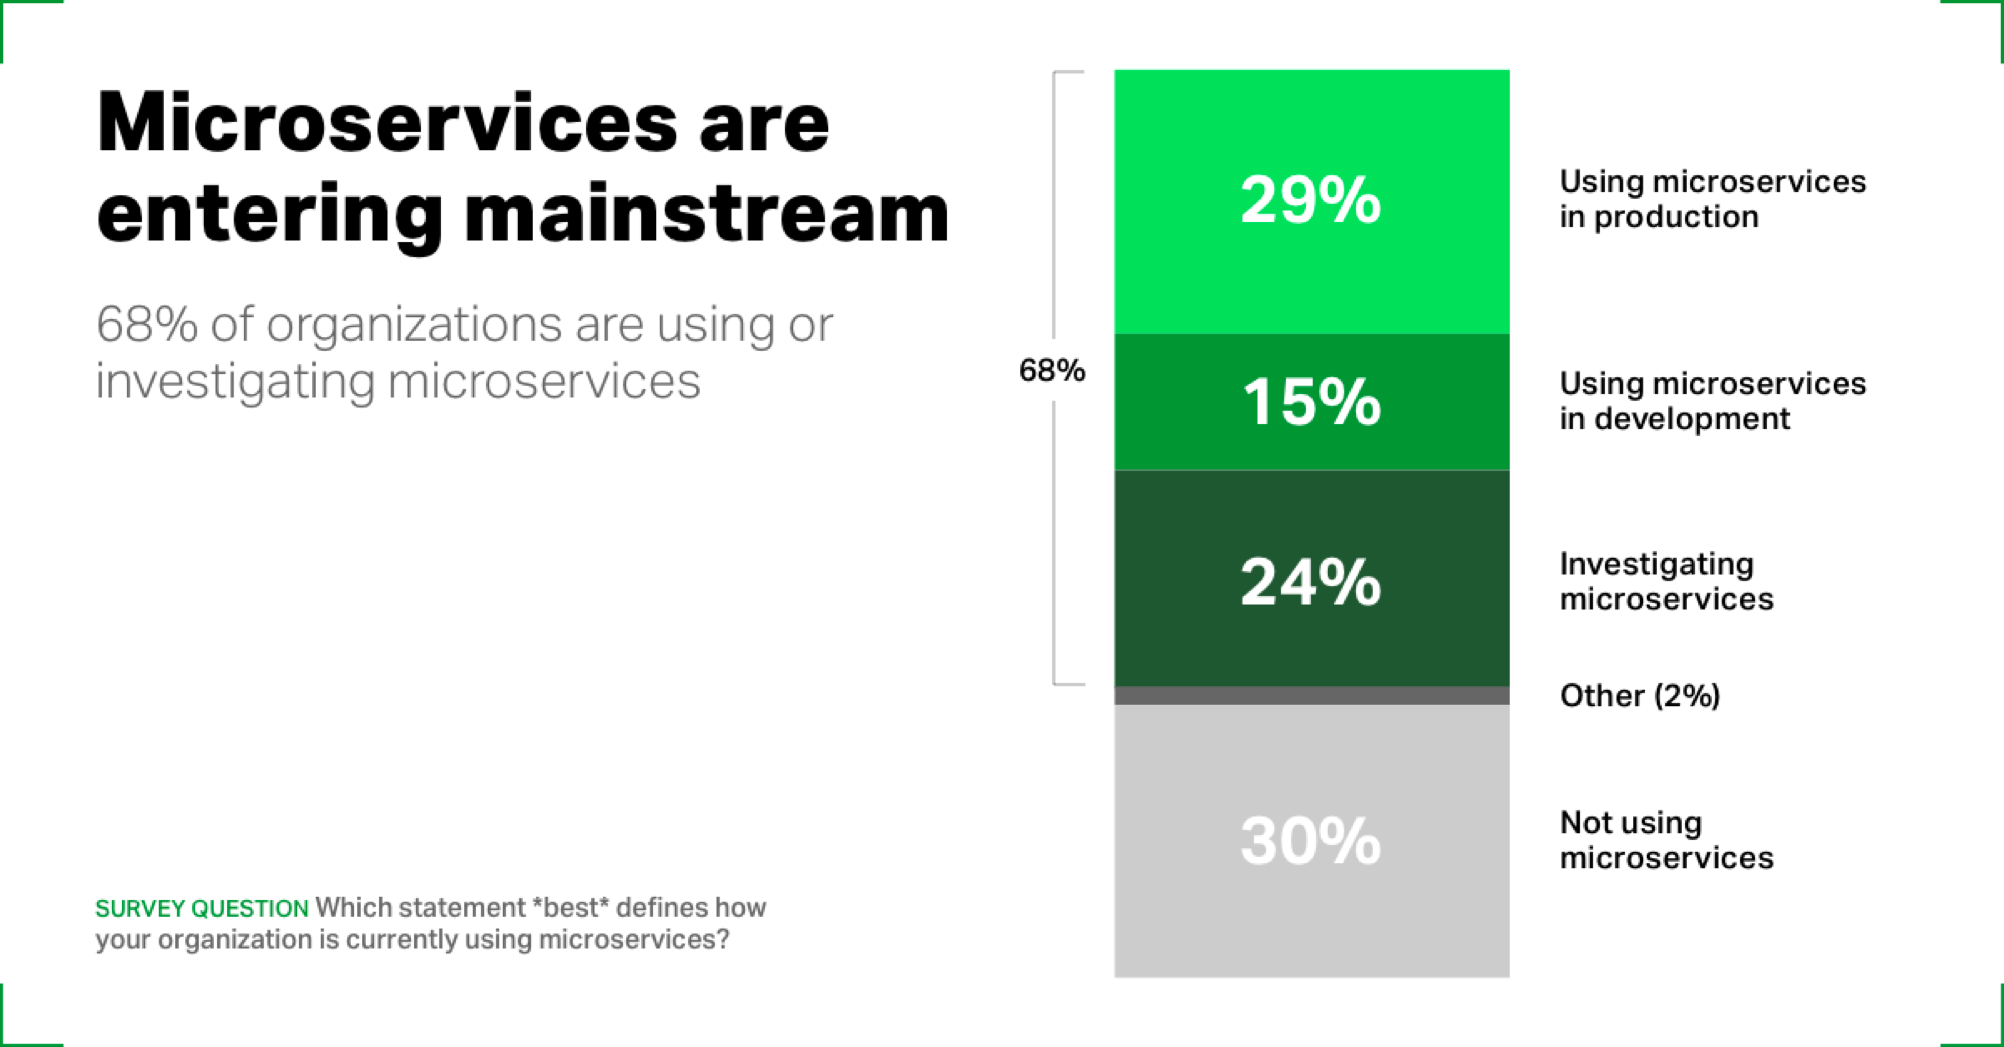 Microservices are
entering mainstream
68% of organizations are using or
investigating microservices
68%
29%
Using microservices
in production
15%
Using microservices
in development
24%
Investigating
microservices
Other (2%)
30%
Not using
microservices
SURVEY QUESTION Which statement *best* defines how
your organization is currently using microservices?